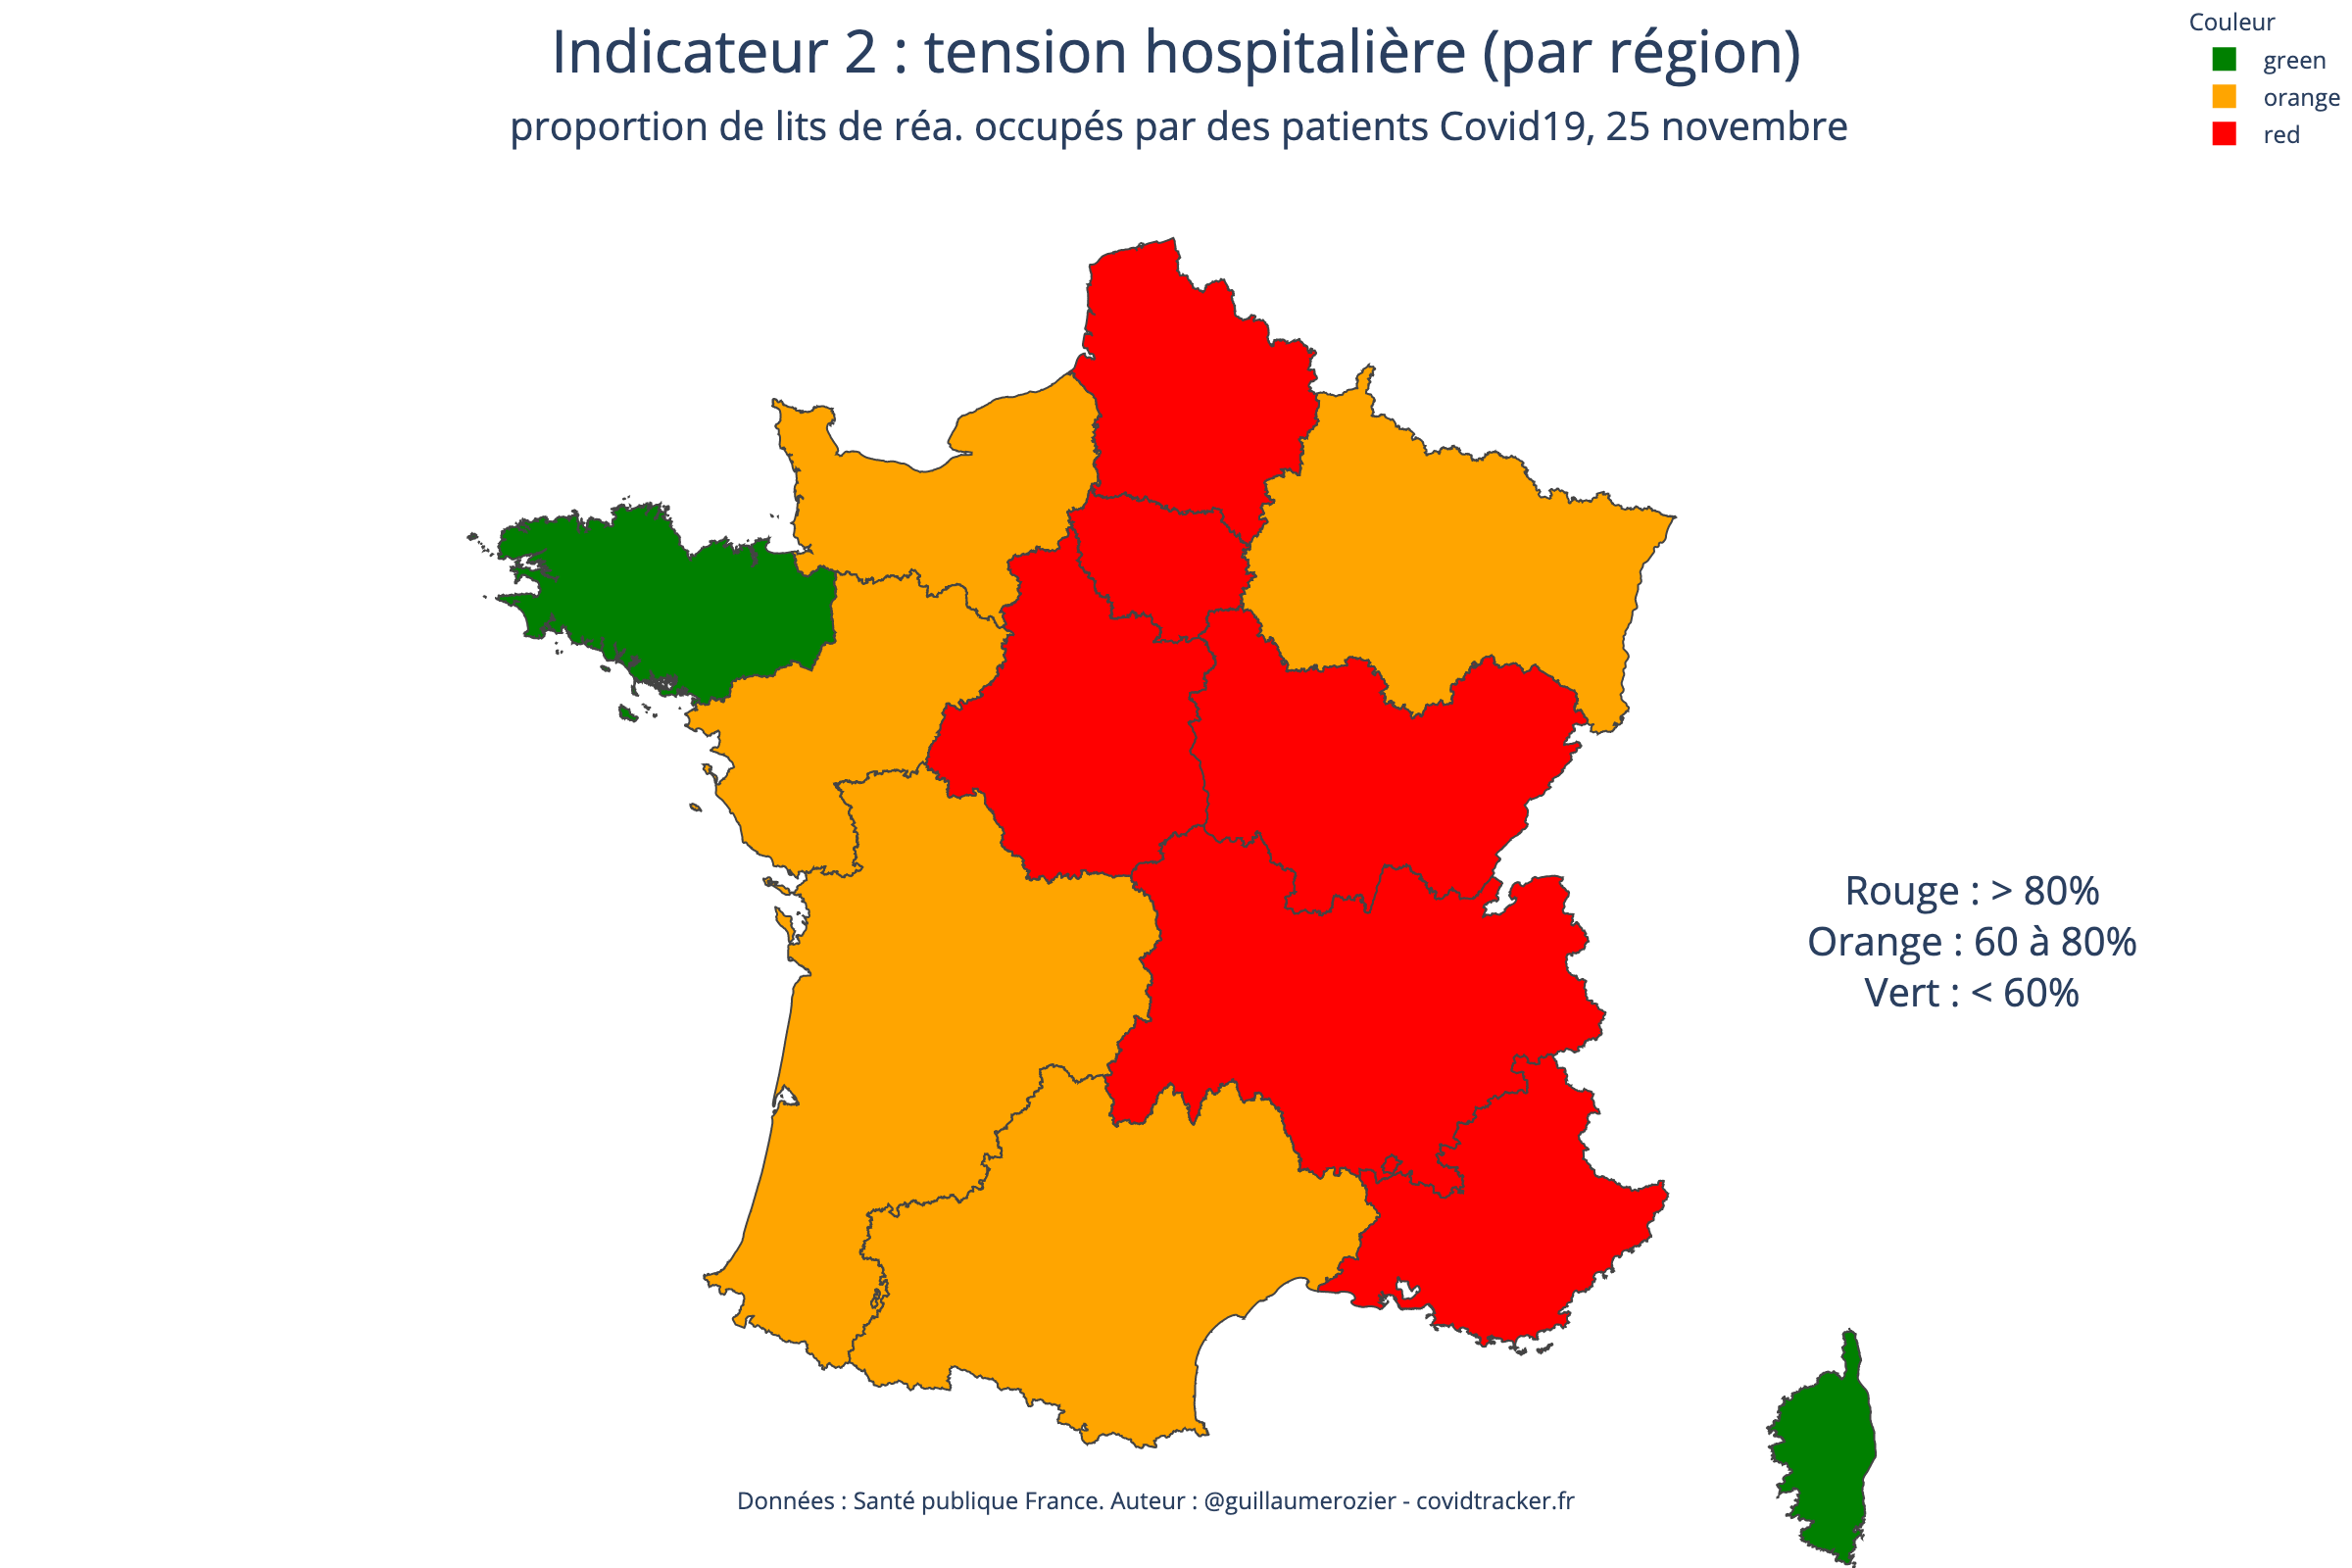 Indicateur 2 : tension hospitalière (par région)
proportion de lits de réa. occupés par des patients Covid19, 25 novembre
Couleur
green
orange
red
Rouge : > 80%
Orange : 60 à 80%
Vert : < 60%
Données : Santé publique France. Auteur : @guillaumerozier - covidtracker.fr